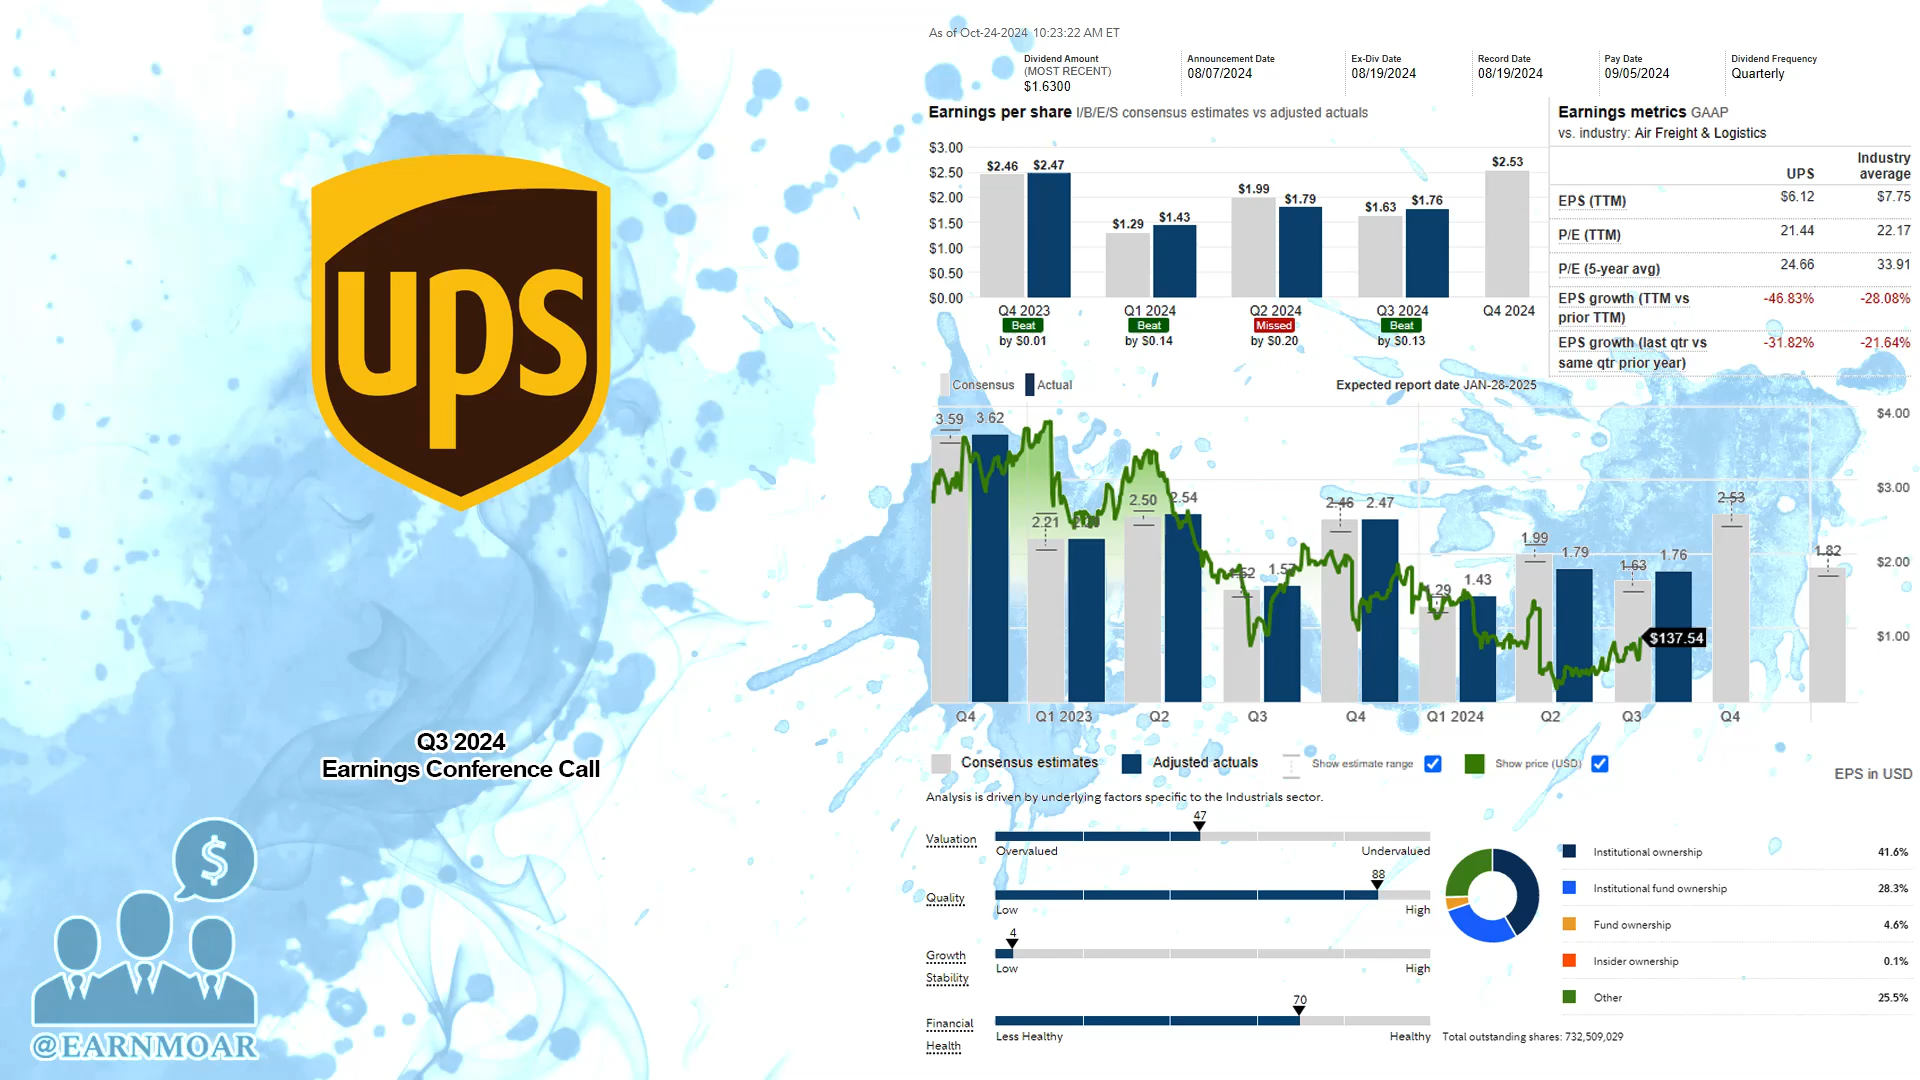 ups
Q3 2024
Earnings Conference Call
$
@EARNMOAR
As of Oct-24-2024 10:23:22 AM ET
Dividend Amount
(MOST RECENT)
$1.6300
Announcement Date
08/07/2024
Ex-Div Date
08/19/2024
Record Date
08/19/2024
Pay Date
09/05/2024
Dividend Frequency
Quarterly
Earnings per share I/B/E/S consensus estimates vs adjusted actuals
$3.00
$2.50
$2.00
$1.50
$1.00
$0.50
$0.00
$2.46 $2.47
$1.29 $1.43
$1.99 $1.79
$1.63 $1.76
$2.53
Q4 2023 Q1 2024 Q2 2024 Q3 2024 Q4 2024
Beat Beat Missed Beat
by $0.01 by $0.14 by $0.20 by $0.13
Consensus Actual
Expected report date JAN-28-2025
Earnings metrics GAAP
vs. industry: Air Freight & Logistics
UPS Industry average
EPS (TTM) $6.12 $7.75
P/E (TTM) 21.44 22.17
P/E (5-year avg) 24.66 33.91
EPS growth (TTM vs prior TTM) -46.83% -28.08%
EPS growth (last qtr vs same qtr prior year) -31.82% -21.64%
$4.00
$3.00
$2.00
$1.00
3.59 3.62
2.21
2.50 2.54
2.46 2.47
1.43
1.99 1.79
1.63 1.76
2.53
1.82
$137.54
Q4 Q1 2023 Q2 Q3 Q4 Q1 2024 Q2 Q3 Q4
Consensus estimates Adjusted actuals Show estimate range Show price (USD)
EPS in USD
Analysis is driven by underlying factors specific to the Industrials sector.
Valuation
47
Overvalued Undervalued
Quality
88
Low High
Growth Stability
4
Low High
Financial Health
70
Less Healthy Healthy
Institutional ownership 41.6%
Institutional fund ownership 28.3%
Fund ownership 4.6%
Insider ownership 0.1%
Other 25.5%
Total outstanding shares: 732,509,029